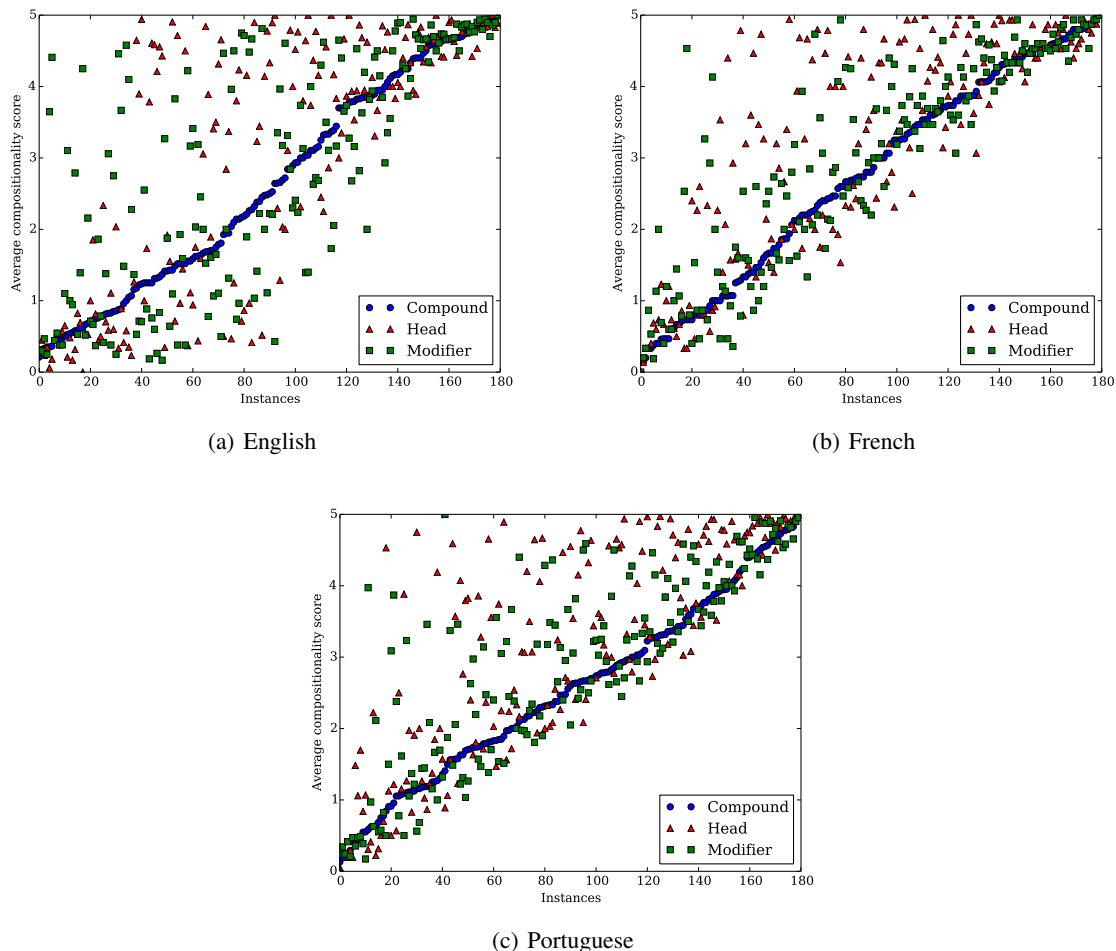 5
4
3
2
1
0
Average compositionality score
0 20 40 60 80 100 120 140 160 180
Instances
Compound
Head
Modifier
(a) English
5
4
3
2
1
0
Average compositionality score
0 20 40 60 80 100 120 140 160 180
Instances
Compound
Head
Modifier
(b) French
5
4
3
2
1
0
Average compositionality score
0 20 40 60 80 100 120 140 160 180
Instances
Compound
Head
Modifier
(c) Portuguese